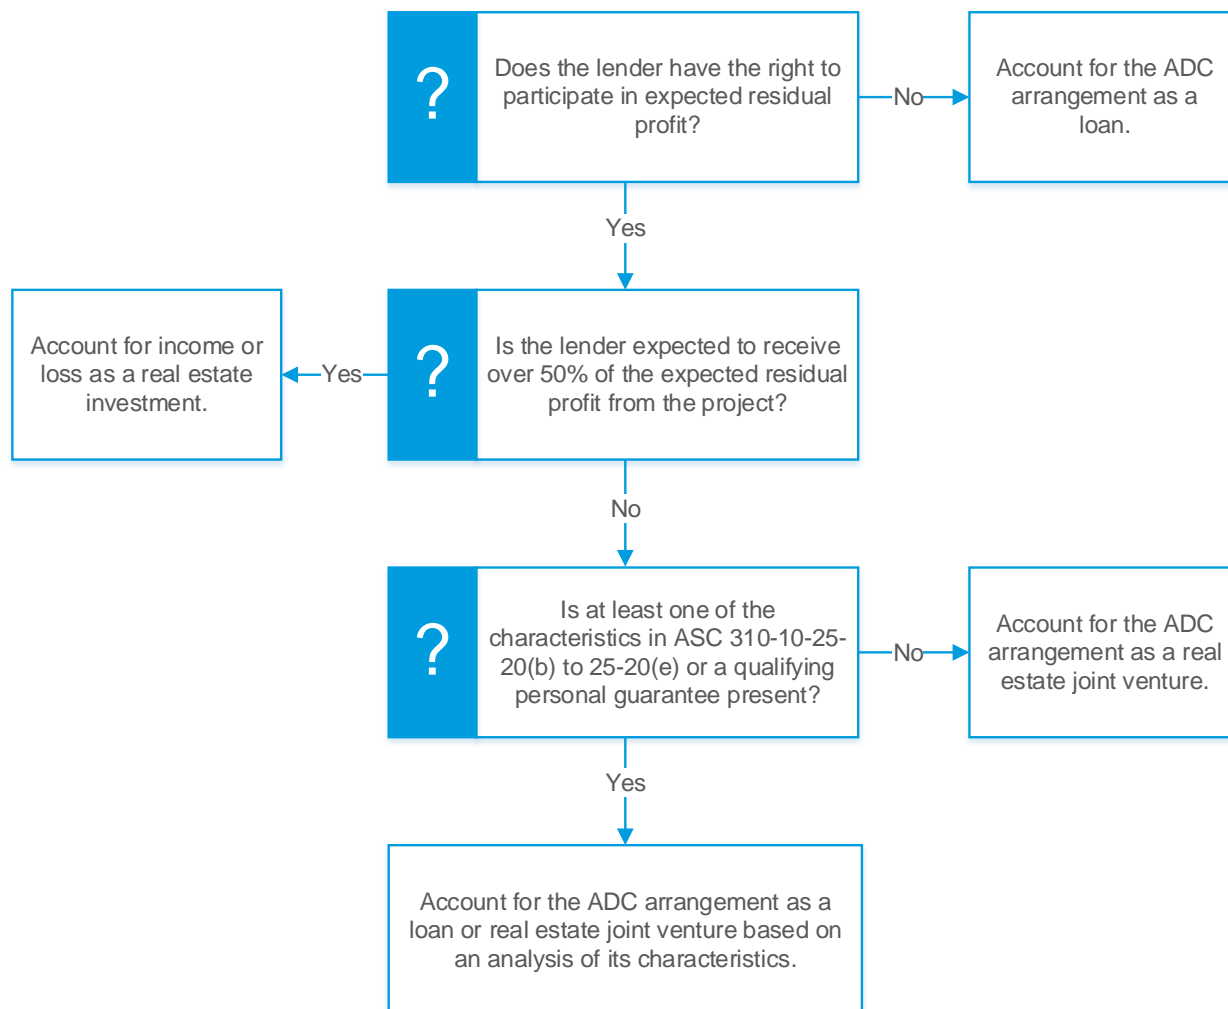 ?
Does the lender have the right to
participate in expected residual
profit?
No
Account for the ADC
arrangement as a
loan.
Yes
Account for income or
loss as a real estate
investment.
Yes
?
Is the lender expected to receive
over 50% of the expected residual
profit from the project?
No
?
Is at least one of the
characteristics in ASC 310-10-25-
20(b) to 25-20(e) or a qualifying
personal guarantee present?
No
Account for the ADC
arrangement as a real
estate joint venture.
Yes
Account for the ADC arrangement as a
loan or real estate joint venture based on
an analysis of its characteristics.